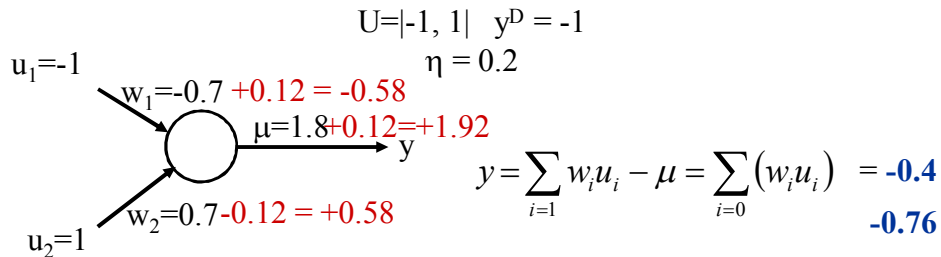 U=|-1, 1| y^D = -1
η = 0.2
u₁=-1
w₁=-0.7 +0.12 = -0.58
μ=1.8+0.12=+1.92
y
y = ∑_{i=1} w_i u_i − μ = ∑_{i=0} (w_i u_i) = -0.4
-0.76
w₂=0.7-0.12 = +0.58
u₂=1